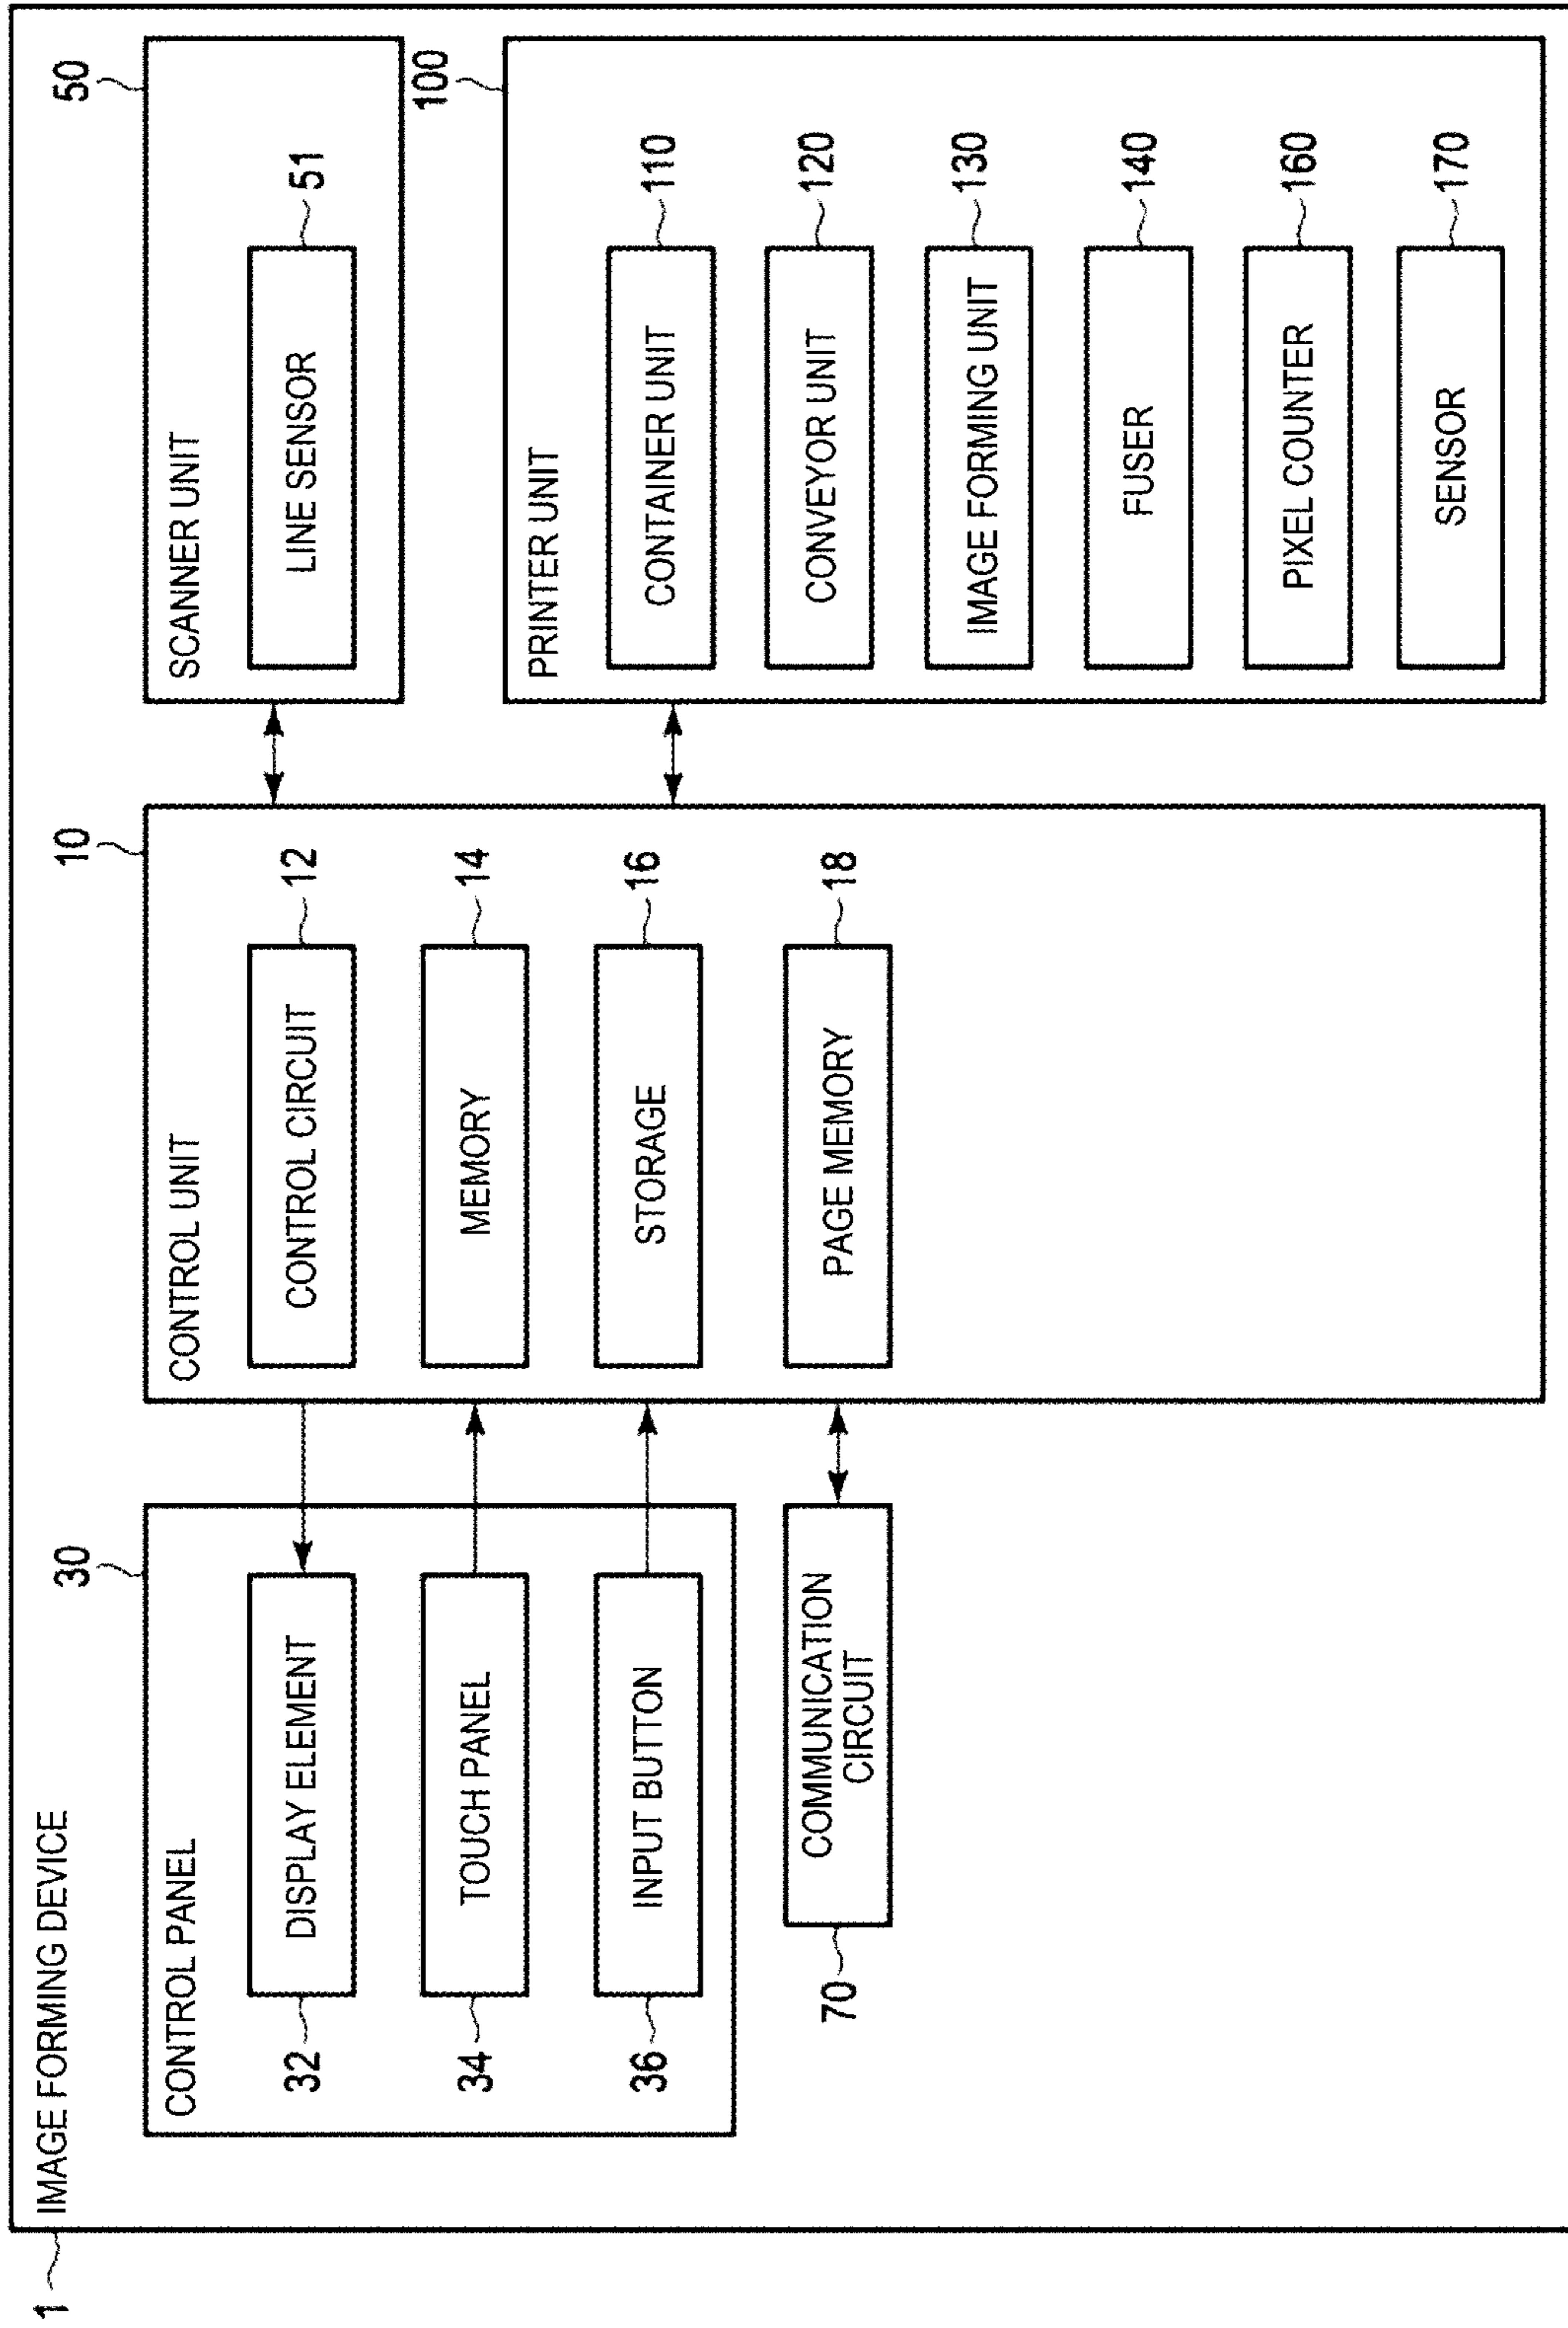 1
IMAGE FORMING DEVICE
CONTROL PANEL
30
DISPLAY ELEMENT
32
TOUCH PANEL
34
INPUT BUTTON
36
COMMUNICATION
CIRCUIT
70
CONTROL UNIT
10
CONTROL CIRCUIT
12
MEMORY
14
STORAGE
16
PAGE MEMORY
18
SCANNER UNIT
50
LINE SENSOR
51
PRINTER UNIT
100
CONTAINER UNIT
110
CONVEYOR UNIT
120
IMAGE FORMING UNIT
130
FUSER
140
PIXEL COUNTER
160
SENSOR
170